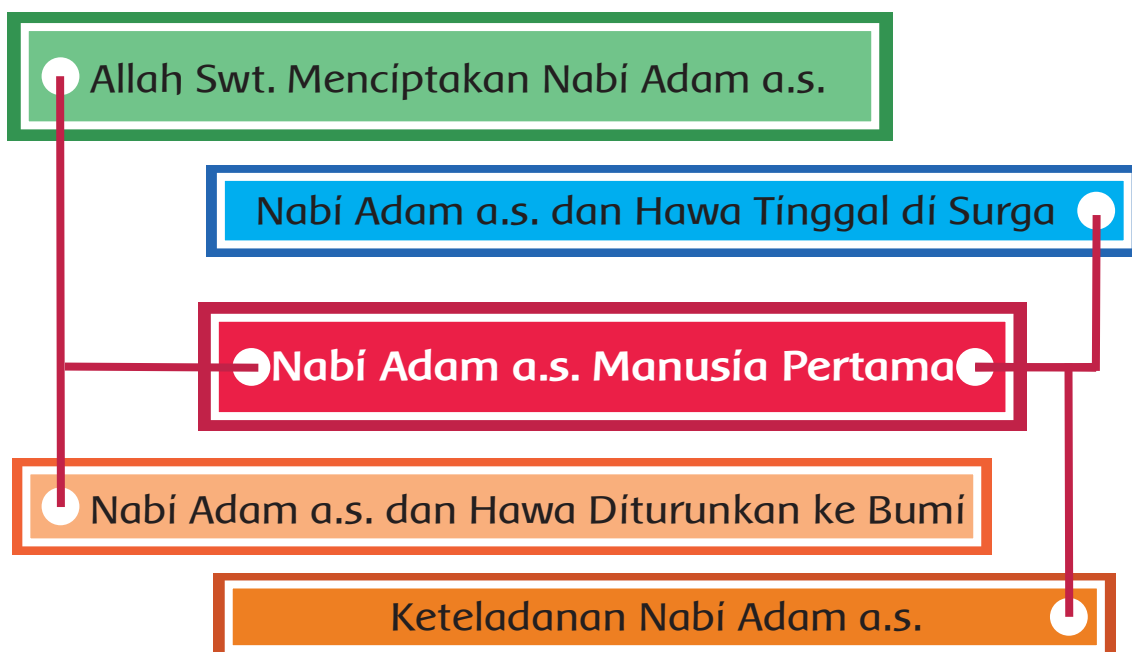 Allah Swt. Menciptakan Nabi Adam a.s.
Nabi Adam a.s. dan Hawa Tinggal di Surga
Nabi Adam a.s. Manusia Pertama
Nabi Adam a.s. dan Hawa Diturunkan ke Bumi
Keteladanan Nabi Adam a.s.